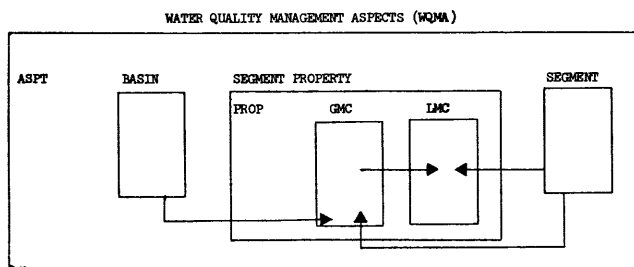 WATER QUALITY MANAGEMENT ASPECTS (WQMA)
ASPT BASIN SEGMENT PROPERTY SEGMENT
PROP GMC LMC